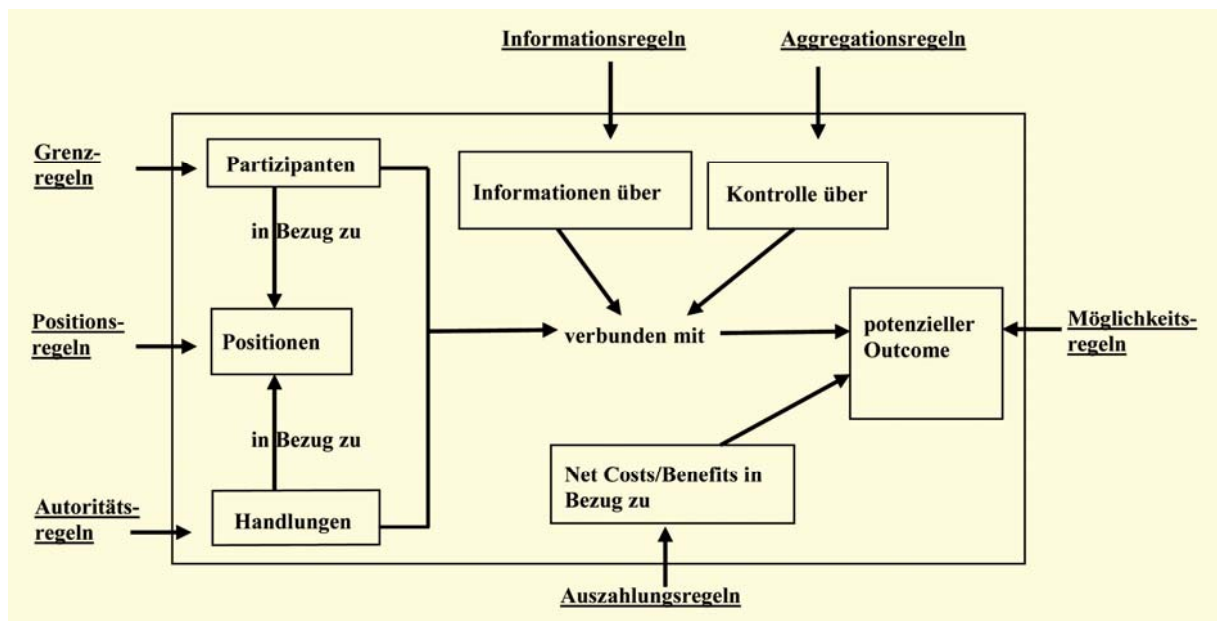 Informationsregeln
Aggregationsregeln
Grenz-
regeln
Partizipanten
Informationen über
Kontrolle über
in Bezug zu
Positions-
regeln
Positionen
verbunden mit
potenzieller
Outcome
Möglichkeits-
regeln
in Bezug zu
Net Costs/Benefits in
Bezug zu
Autoritäts-
regeln
Handlungen
Auszahlungsregeln